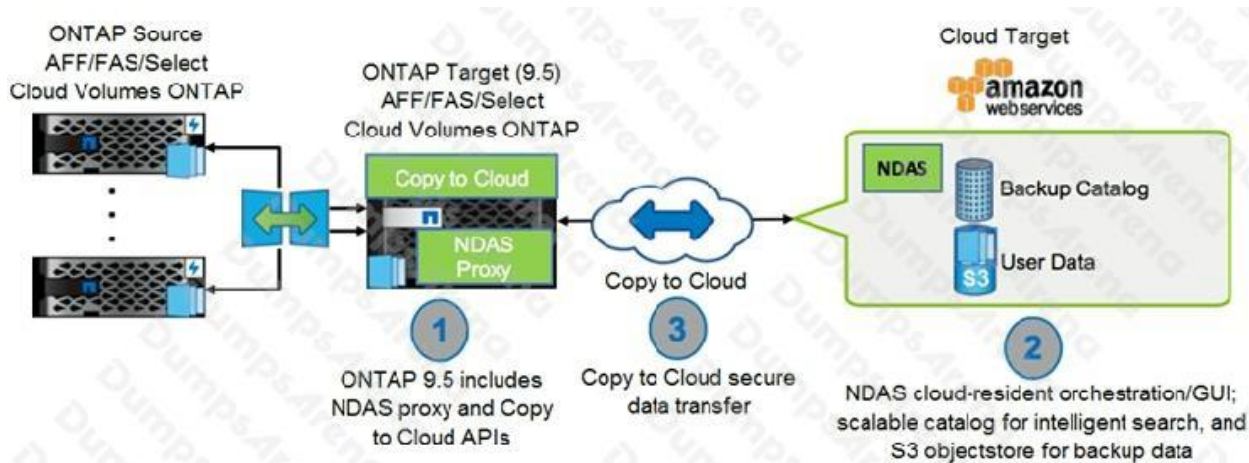 ONTAP Source
AFF/FAS/Select
Cloud Volumes ONTAP
ONTAP Target (9.5)
AFF/FAS/Select
Cloud Volumes ONTAP
Copy to Cloud
NDAS
Proxy
1
ONTAP 9.5 includes
NDAS proxy and Copy
to Cloud APIs
Copy to Cloud
3
Copy to Cloud secure
data transfer
Cloud Target
amazon
webservices
NDAS
Backup Catalog
User Data
S3
2
NDAS cloud-resident orchestration/GUI;
scalable catalog for intelligent search, and
S3 objectstore for backup data
DumpsArena